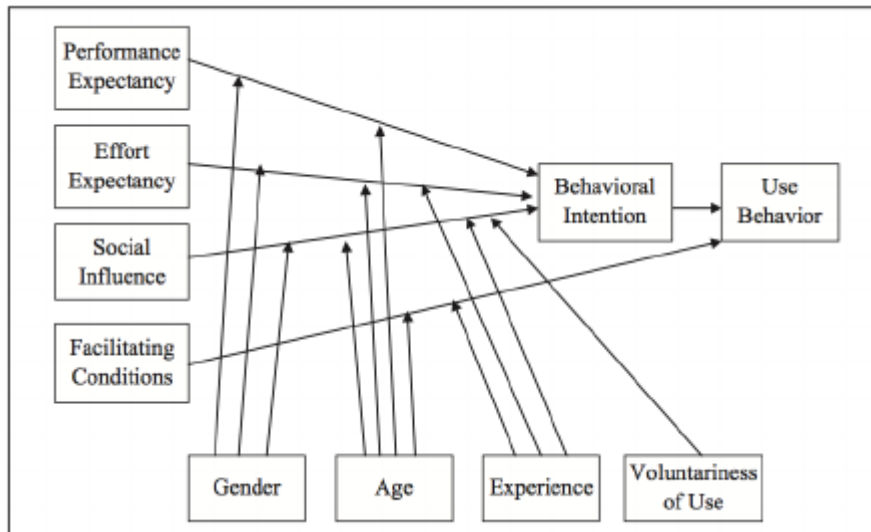 Performance
Expectancy
Effort
Expectancy
Social
Influence
Facilitating
Conditions
Behavioral
Intention
Use
Behavior
Gender
Age
Experience
Voluntariness
of Use